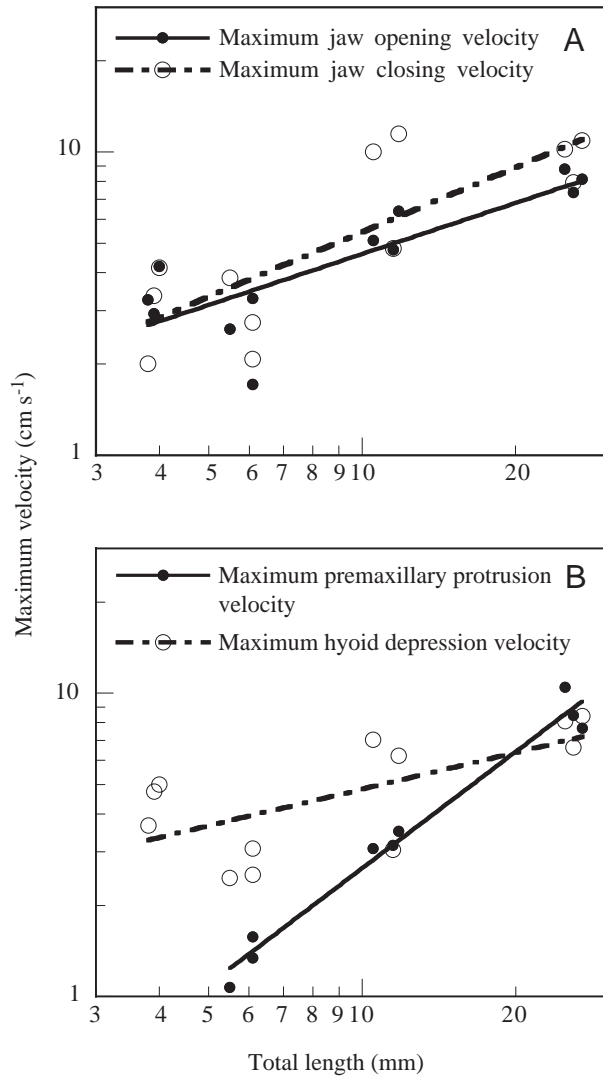 Maximum jaw opening velocity A
Maximum jaw closing velocity
10
1
3 4 5 6 7 8 9 10 20
Maximum velocity (cm s-1)
Maximum premaxillary protrusion B
velocity
Maximum hyoid depression velocity
10
1
3 4 5 6 7 8 9 10 20
Total length (mm)